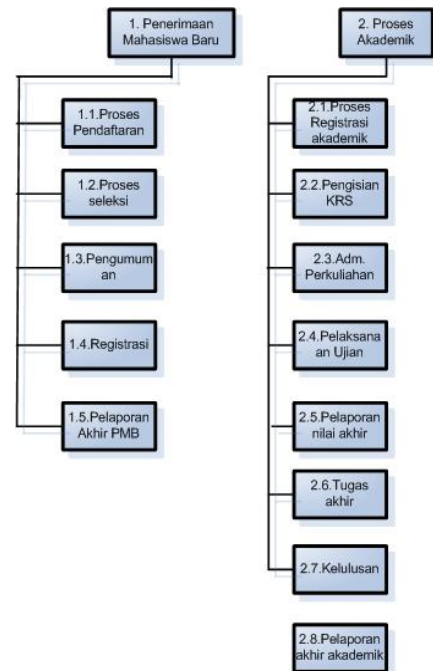 1. Penerimaan
Mahasiswa Baru
1.1.Proses
Pendaftaran
1.2.Proses
seleksi
1.3.Pengumum
an
1.4.Registrasi
1.5.Pelaporan
Akhir PMB
2. Proses
Akademik
2.1.Proses
Registrasi
akademik
2.2.Pengisian
KRS
2.3.Adm.
Perkuliahan
2.4.Pelaksana
an Ujian
2.5.Pelaporan
nilai akhir
2.6.Tugas
akhir
2.7.Kelulusan
2.8.Pelaporan
akhir akademik